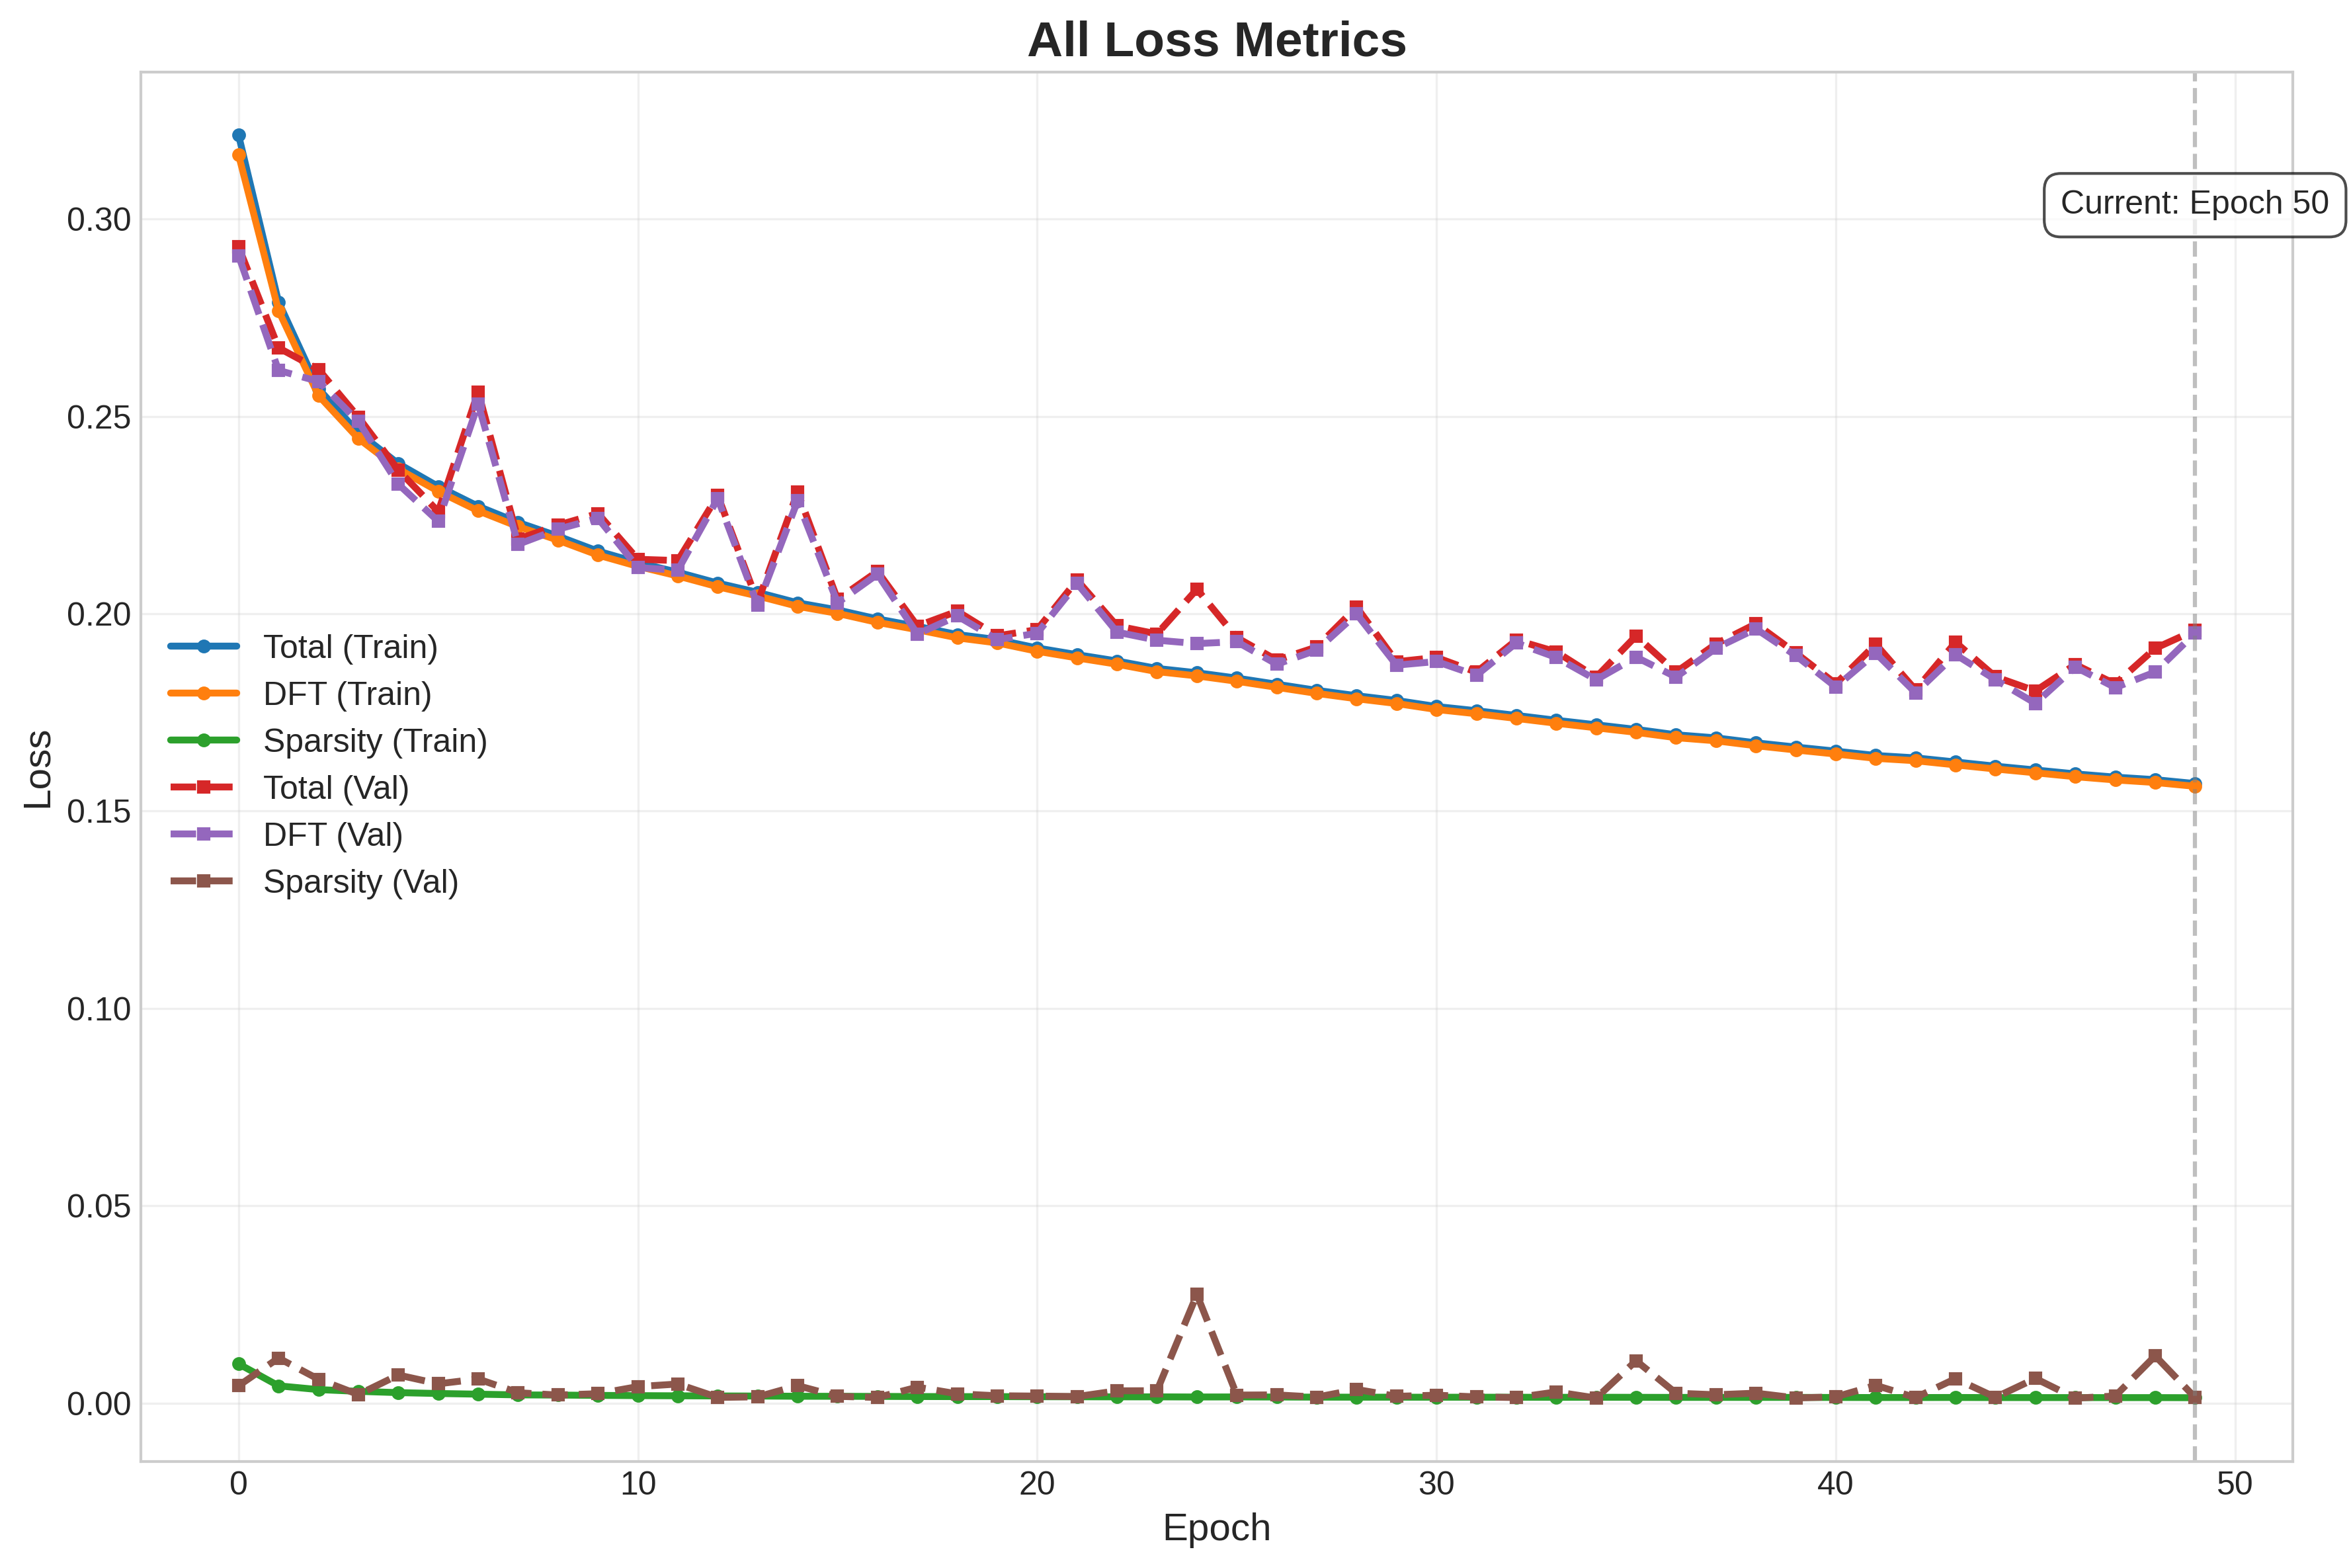 All Loss Metrics
Current: Epoch 50
0.30
0.25
0.20
0.15
0.10
0.05
0.00
Loss
Total (Train)
DFT (Train)
Sparsity (Train)
Total (Val)
DFT (Val)
Sparsity (Val)
0 10 20 30 40 50
Epoch